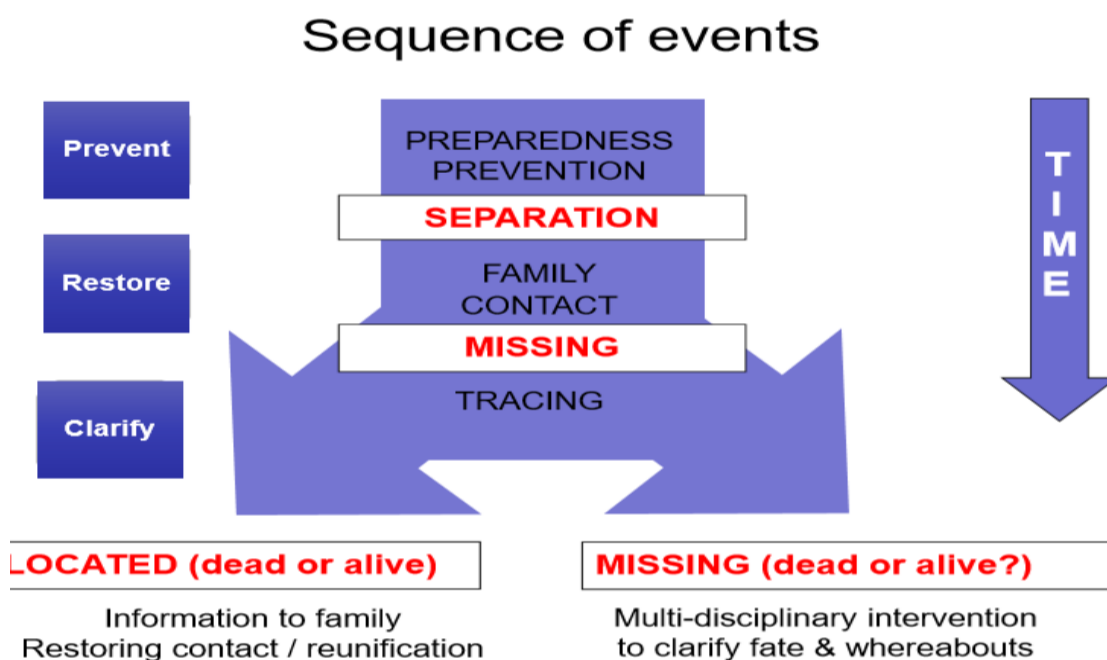 Sequence of events
Prevent
PREPAREDNESS
PREVENTION
SEPARATION
Restore
FAMILY
CONTACT
MISSING
Clarify
TRACING
TIME
LOCATED (dead or alive)
Information to family
Restoring contact / reunification
MISSING (dead or alive?)
Multi-disciplinary intervention
to clarify fate & whereabouts